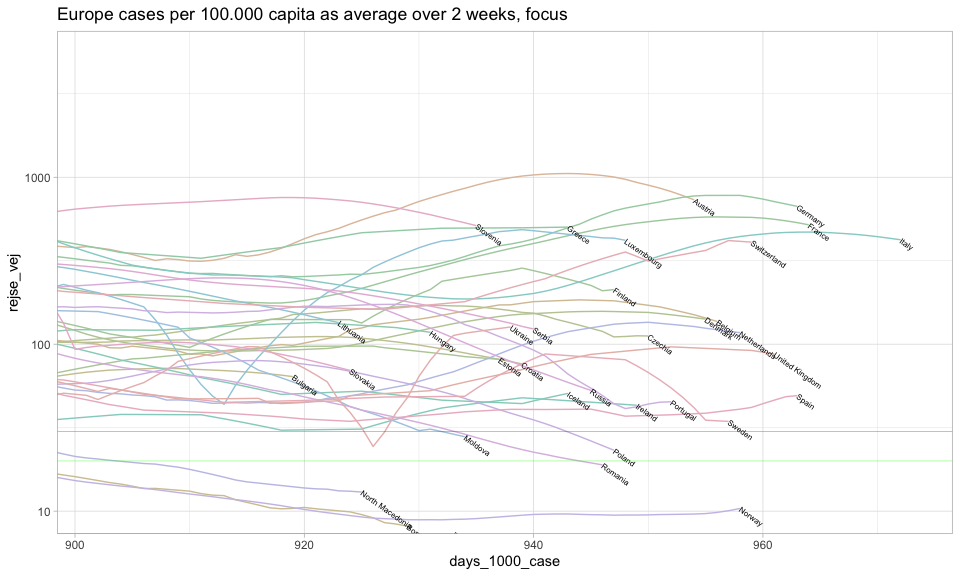 Europe cases per 100.000 capita as average over 2 weeks, focus
rejse_vej
1000
100
10
Austria
Germany
France
Slovenia
Greece
Luxembourg
Switzerland
Italy
Finland
Lithuania
Hungary
Ukraine
Serbia
Czechia
Denmark
Belgium
Netherlands
United Kingdom
Bulgaria
Slovakia
Estonia
Croatia
Iceland
Russia
Ireland
Portugal
Spain
Sweden
Moldova
Poland
Romania
North Macedonia
Norway
900
920
940
960
days_1000_case